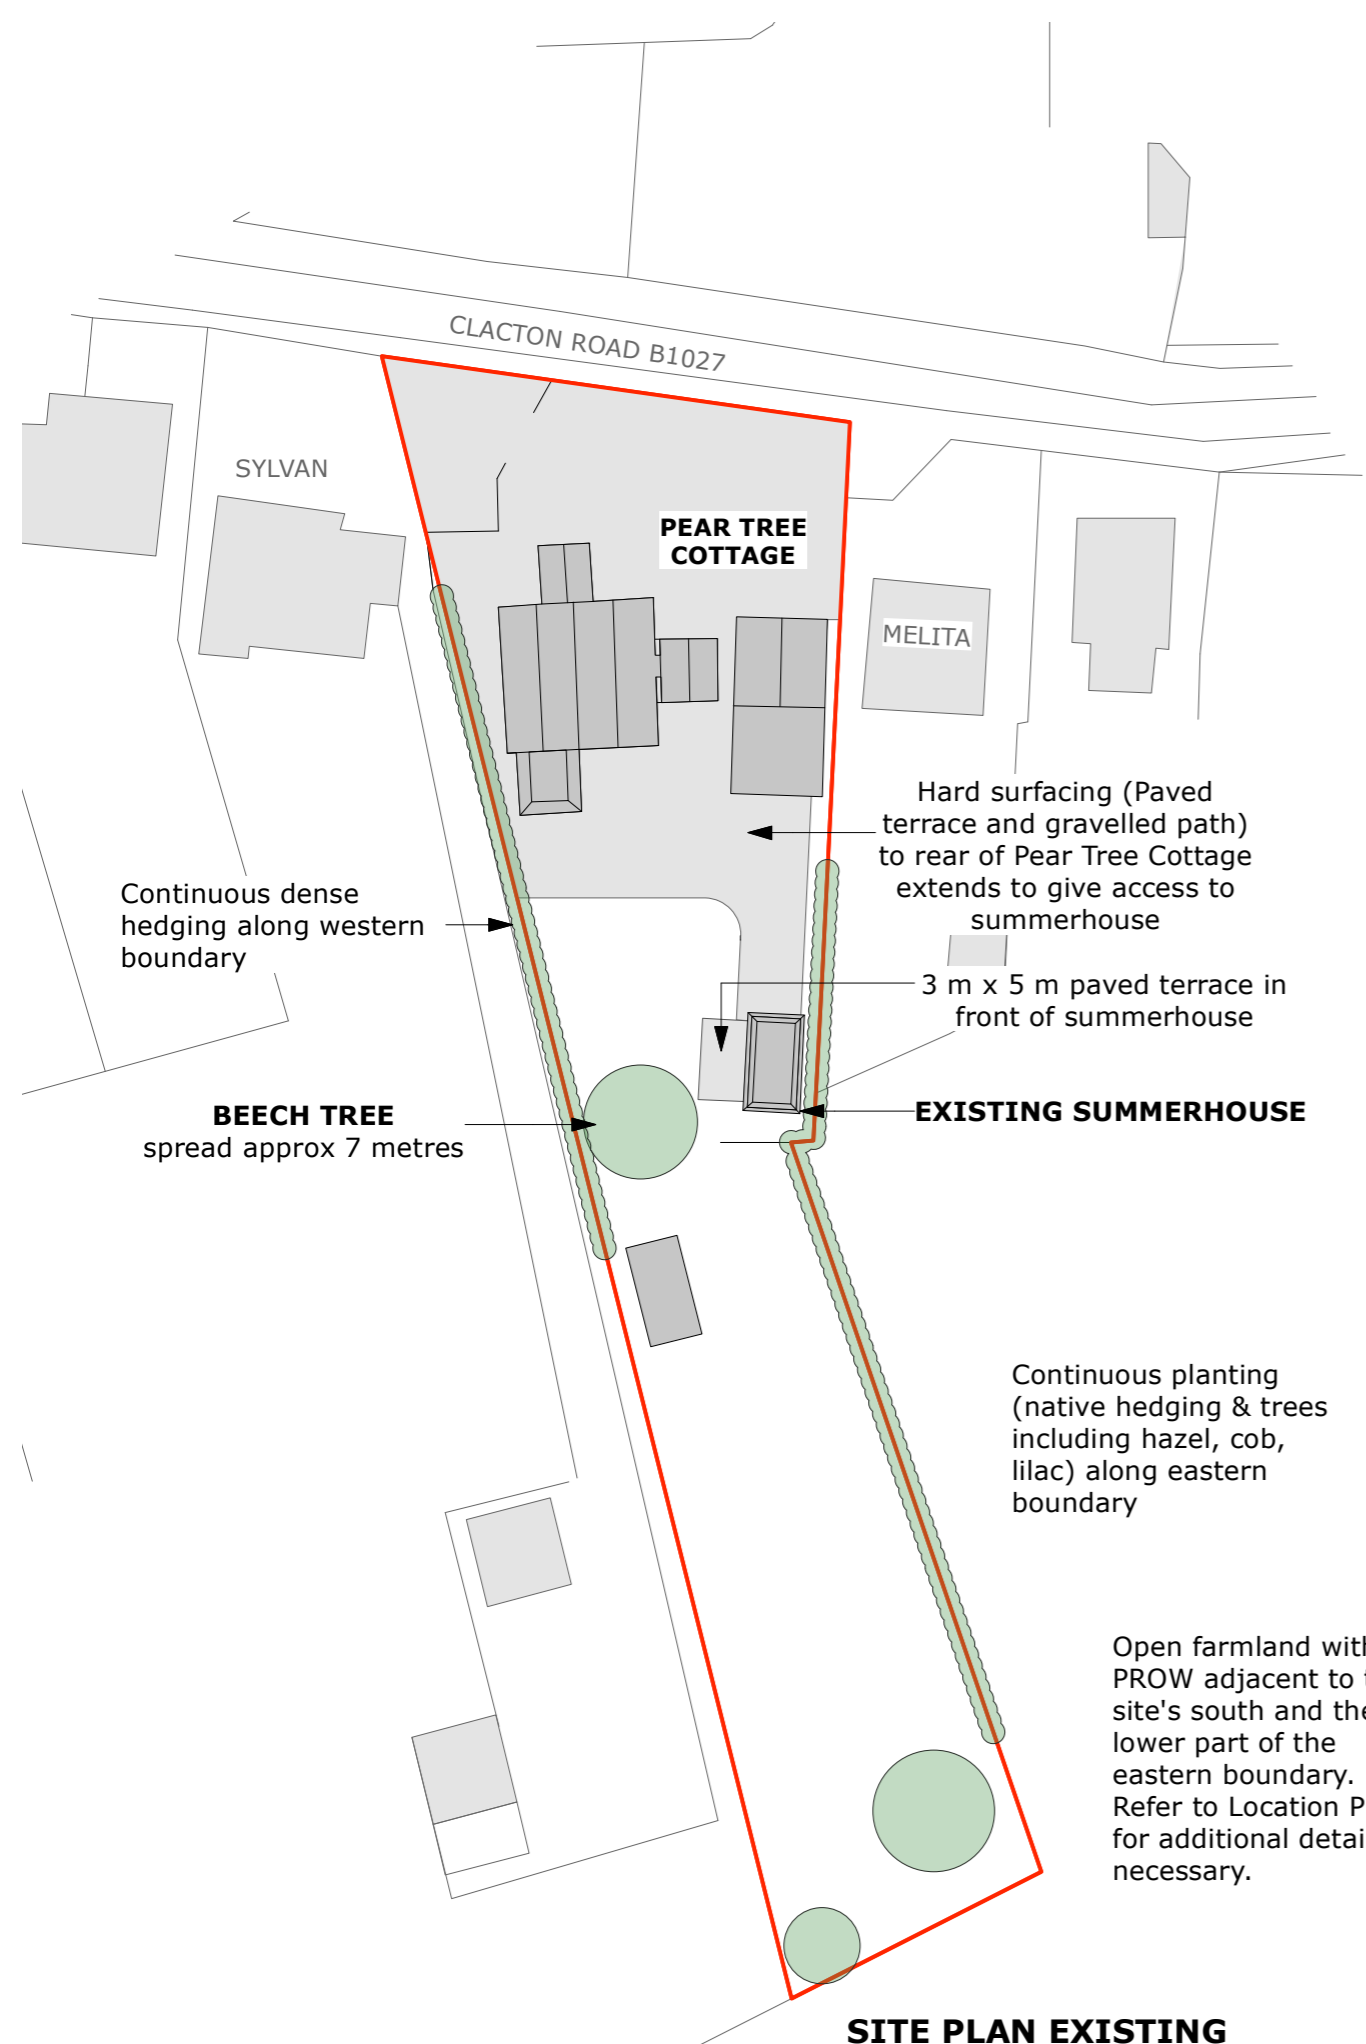 CLACTON ROAD B1027
SYLVAN
PEAR TREE
COTTAGE
MELITA
Hard surfacing (Paved
terrace and gravelled path)
to rear of Pear Tree Cottage
extends to give access to
summerhouse
Continuous dense
hedging along western
boundary
3 m x 5 m paved terrace in
front of summerhouse
BEECH TREE
spread approx 7 metres
EXISTING SUMMERHOUSE
Continuous planting
(native hedging & trees
including hazel, cob,
lilac) along eastern
boundary
Open farmland with
PROW adjacent to
site's south and the
lower part of the
eastern boundary.
Refer to Location
for additional
necessary.
SITE PLAN EXISTING